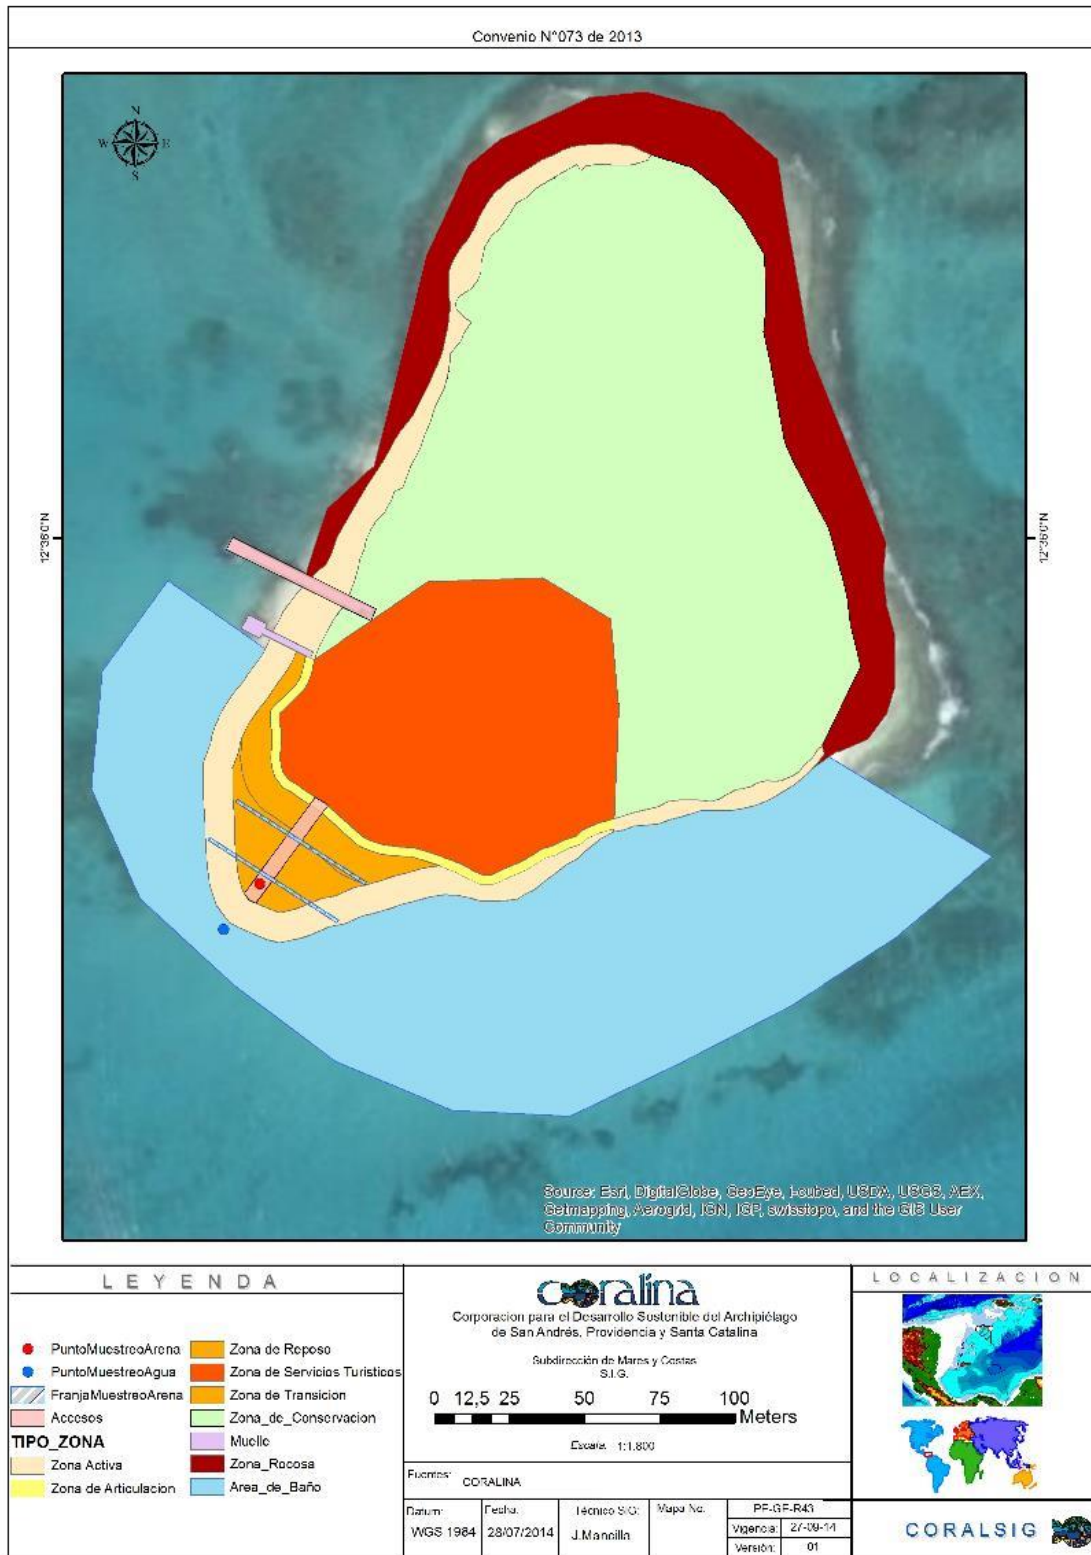 Convenio N°073 de 2013
N
W E
S
12°36'0"N
12°36'0"N
Source: Esri, DigitalGlobe, GeoEye, i-cubed, USDA, USGS, AEX,
Getmapping, Aerogrid, IGN, IGP, swisstopo, and the GIS User
Community
LEYENDA
PuntoMuestreoArena
PuntoMuestreoAgua
FranjaMuestreoArena
Accesos
TIPO_ZONA
Zona Activa
Zona de Articulacion
Zona de Reposo
Zona de Servicios Turisticos
Zona de Transicion
Zona_de_Conservacion
Muelle
Zona_Rocosa
Area_de_Baño
coralina
Corporacion para el Desarrollo Sostenible del Archipiélago
de San Andrés, Providencia y Santa Catalina
Subdirección de Mares y Costas
S.I.G.
0 12,5 25 50 75 100
Meters
Escala: 1:1.800
Fuentes: CORALINA
Datum: WGS 1984
Fecha: 28/07/2014
Técnico SIG: J.Mancilla
Mapa No.
PF-GF-R43
Vigencia: 27-09-14
Versión: 01
LOCALIZACION
CORALSIG